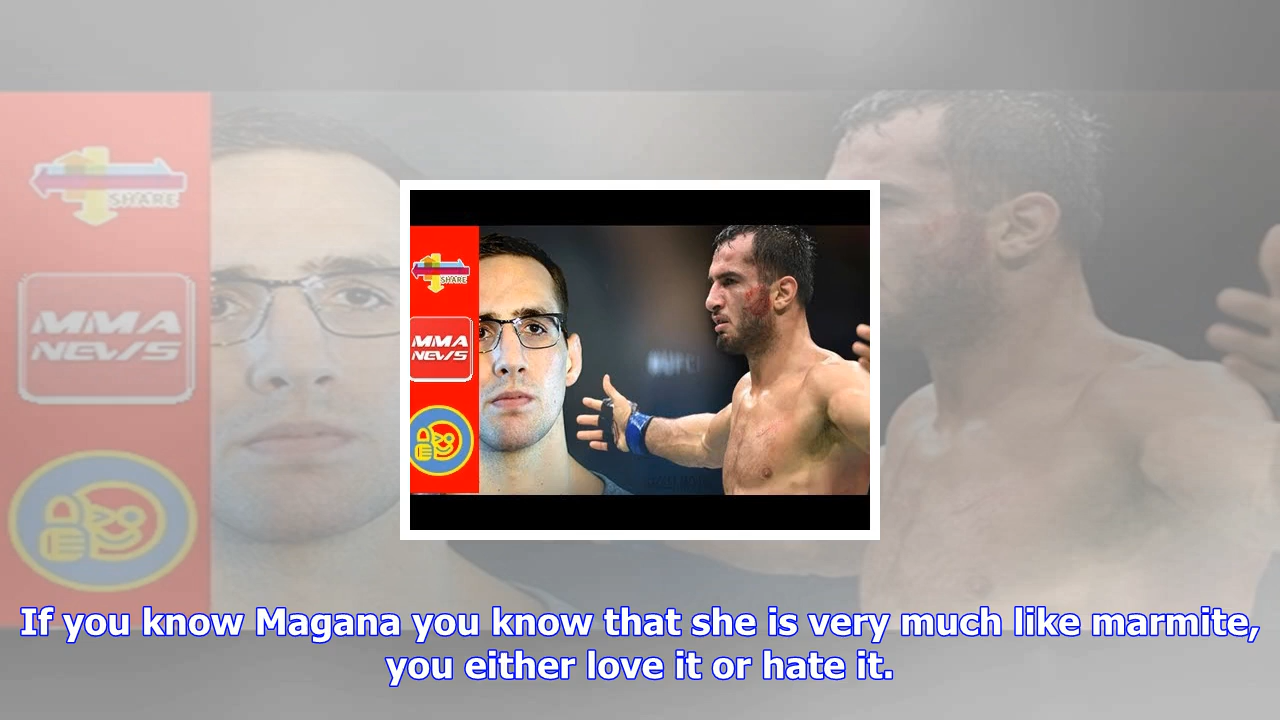 SHARE
MMA
NEWS
SHARE
MMA
NEWS
If you know Magana you know that she is very much like marmite,
you either love it or hate it.